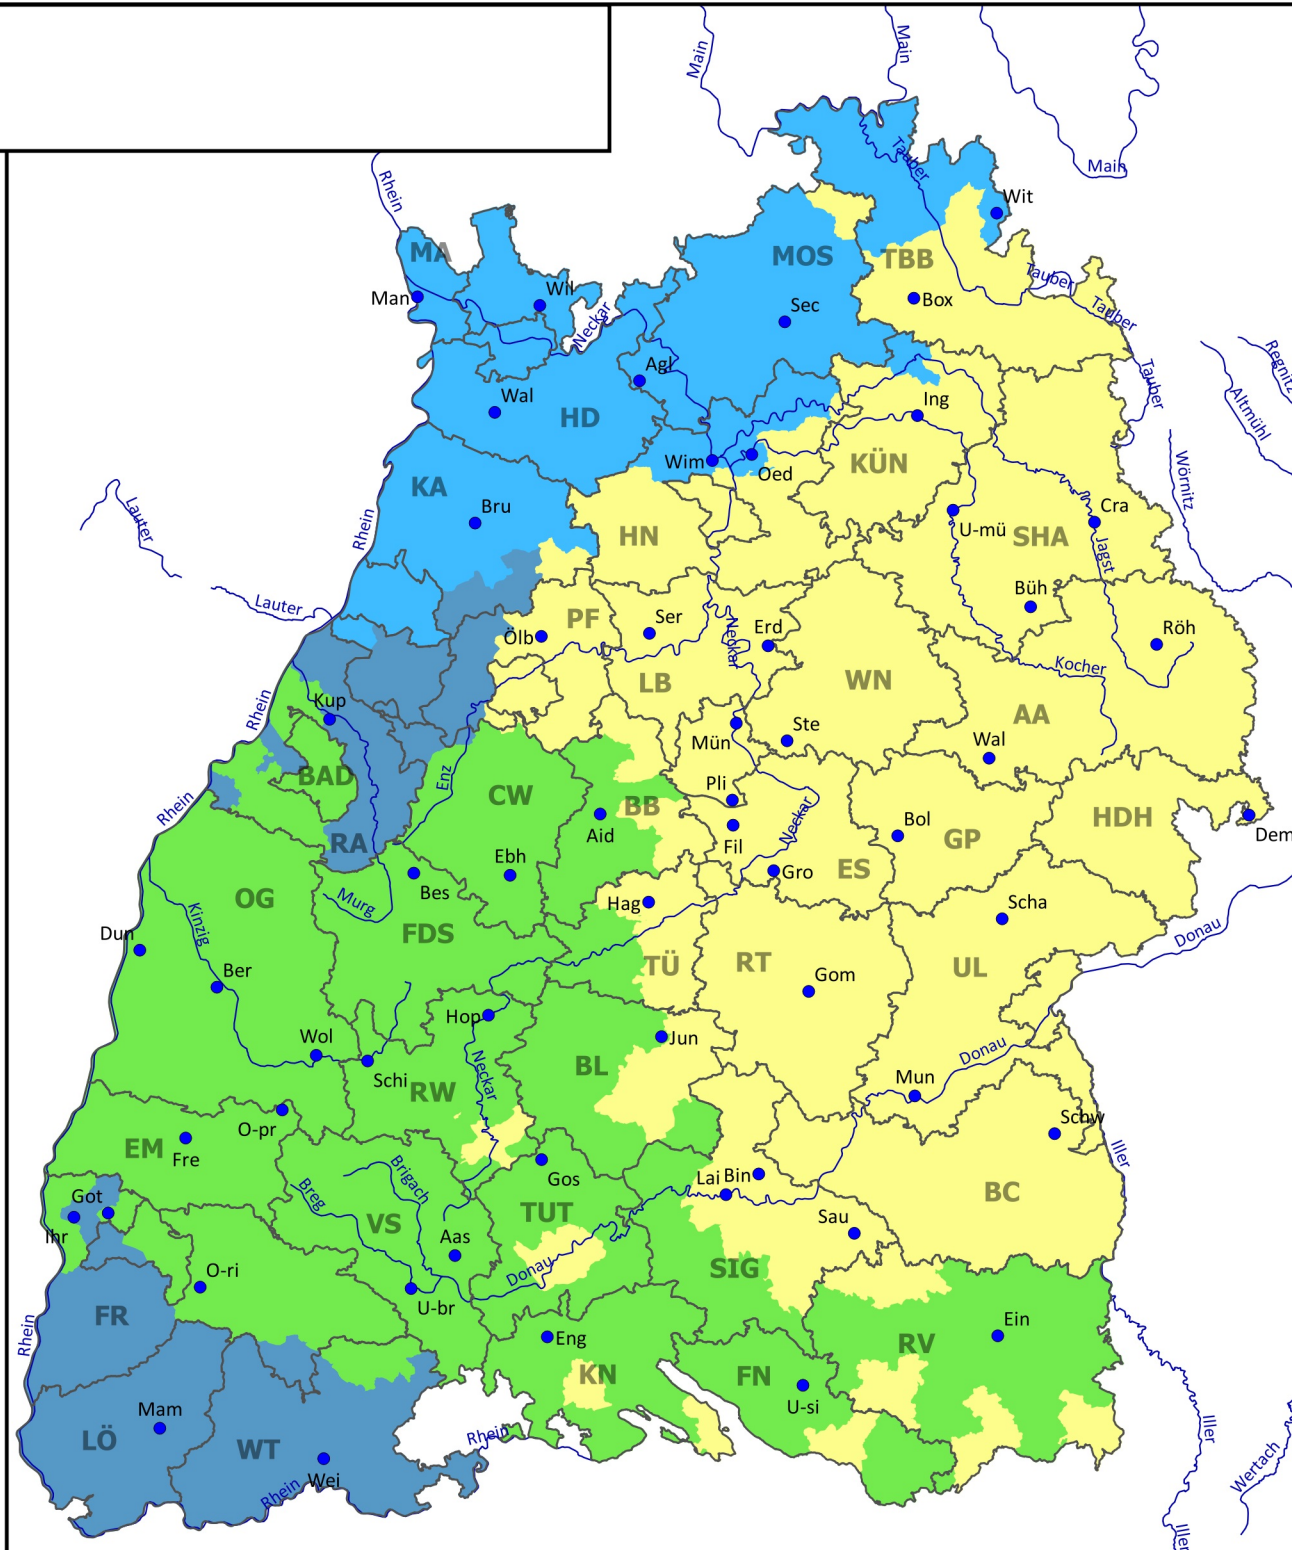 Main
Main
Main
Rhein
Tauber
Wit
MA
MOS
TBB
Tauber
Man
Wil
Neckar
Sec
Box
Tauber
Regnitz
Agl
Tauber
Wal
HD
Ing
Altmühl
Wim
Oed
KÜN
KA
Wörnitz
Lauter
Bru
Rhein
HN
U-mü
SHA
Cra
Jagst
Lauter
Büh
PF
Ser
Erd
Röh
Ölb
Neckar
Kocher
LB
WN
Rhein
Kup
AA
Mün
Ste
Wal
BAD
Enz
CW
Pli
Rhein
BB
Neckar
HDH
Aid
Bol
Dem
RA
Fil
GP
Ebh
ES
Gro
Bes
OG
Murg
Hag
Scha
Kinzig
Dun
FDS
Donau
TÜ
RT
UL
Ber
Gom
Hop
Wol
Jun
Donau
Schi
Neckar
BL
RW
Mun
O-pr
Schw
EM
Fre
Iller
Brigach
Gos
Lai
Bin
Breg
BC
Got
VS
TUT
Sau
Ihr
Aas
O-ri
Donau
SIG
U-br
FR
Rhein
Eng
Ein
RV
KN
FN
U-si
Mam
LÖ
WT
Rhein
Iller
Wei
Rhein
Wertach
Iller